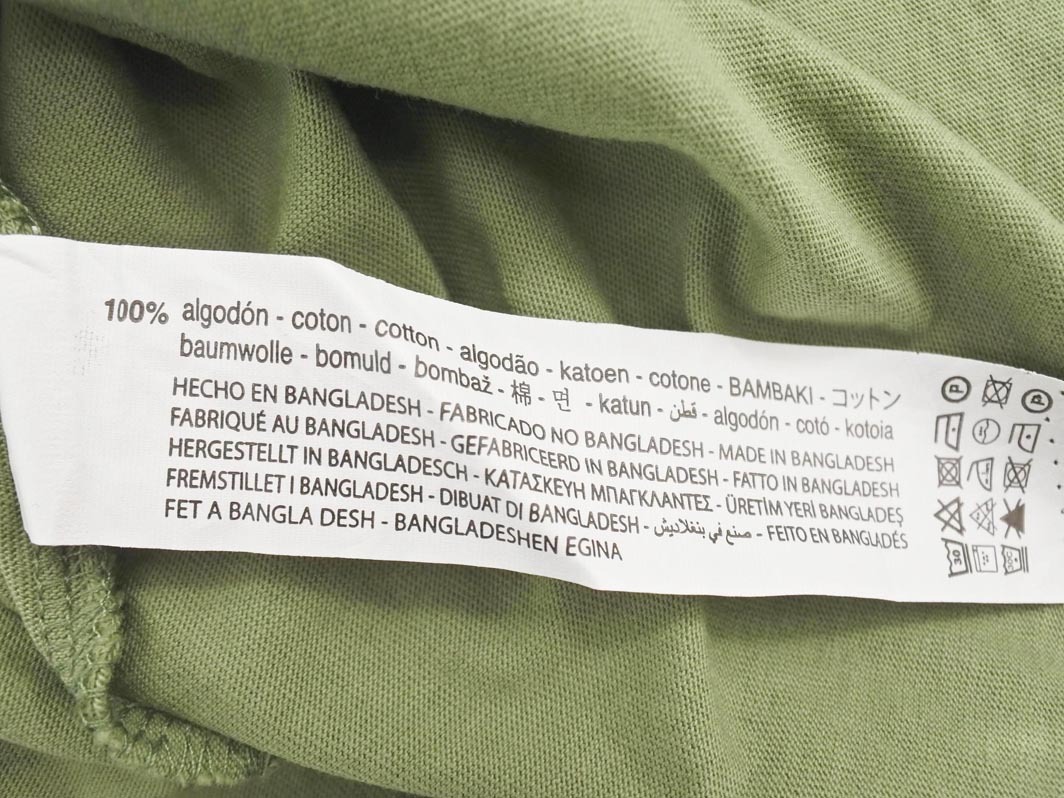 100% algodón - coton - cotton - algodão - katoen - cotone - BAMBAKI - コットン
baumwolle - bomuld - bombaž - 棉 - 면 - katun - قطن - algodón - cotó - kotoia
HECHO EN BANGLADESH - FABRICADO NO BANGLADESH - MADE IN BANGLADESH
FABRIQUÉ AU BANGLADESH - GEFABRICEERD IN BANGLADESH - FATTO IN BANGLADESH
HERGESTELLT IN BANGLADESCH - ΚΑΤΑΣΚΕΥΗ ΜΠΑΓΚΛΑΝΤΕΣ - ÜRETİM YERİ BANGLADEŞ
FREMSTILLET I BANGLADESH - DIBUAT DI BANGLADESH - صنع في بنغلاديش - FEITO EN BANGLADÉS
FET A BANGLA DESH - BANGLADESHEN EGINA
P P
30